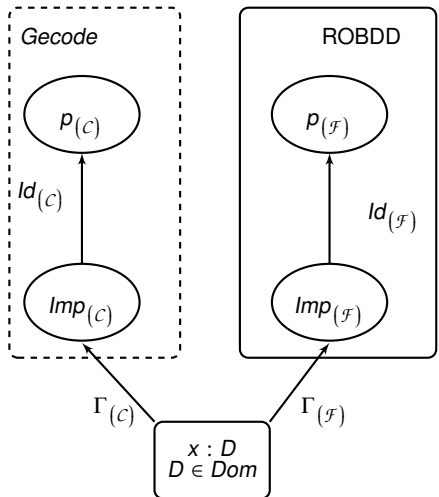 Gecode
ROBDD
p(𝒞)
p(ℱ)
Id(𝒞)
Id(ℱ)
Imp(𝒞)
Imp(ℱ)
Γ(𝒞)
Γ(ℱ)
x : D
D ∈ Dom